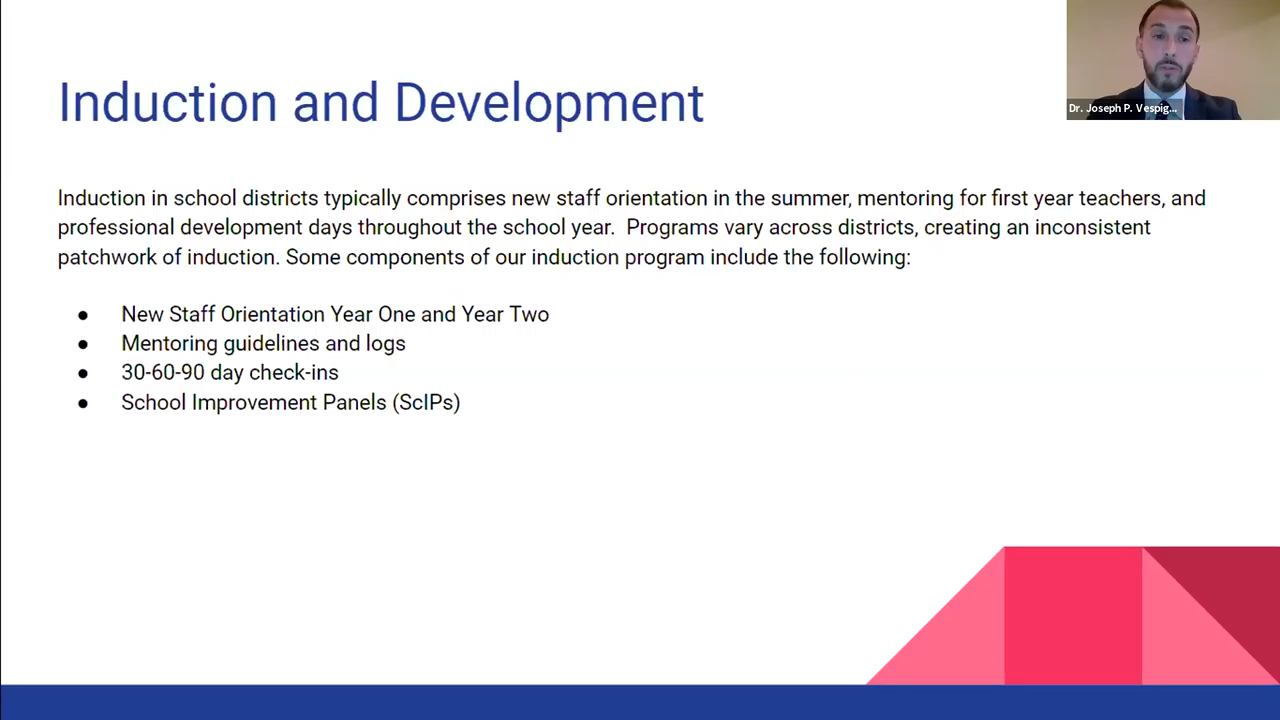 Induction and Development
Dr. Joseph P. Vespig...
Induction in school districts typically comprises new staff orientation in the summer, mentoring for first year teachers, and
professional development days throughout the school year.  Programs vary across districts, creating an inconsistent
patchwork of induction. Some components of our induction program include the following:
● New Staff Orientation Year One and Year Two
● Mentoring guidelines and logs
● 30-60-90 day check-ins
● School Improvement Panels (ScIPs)